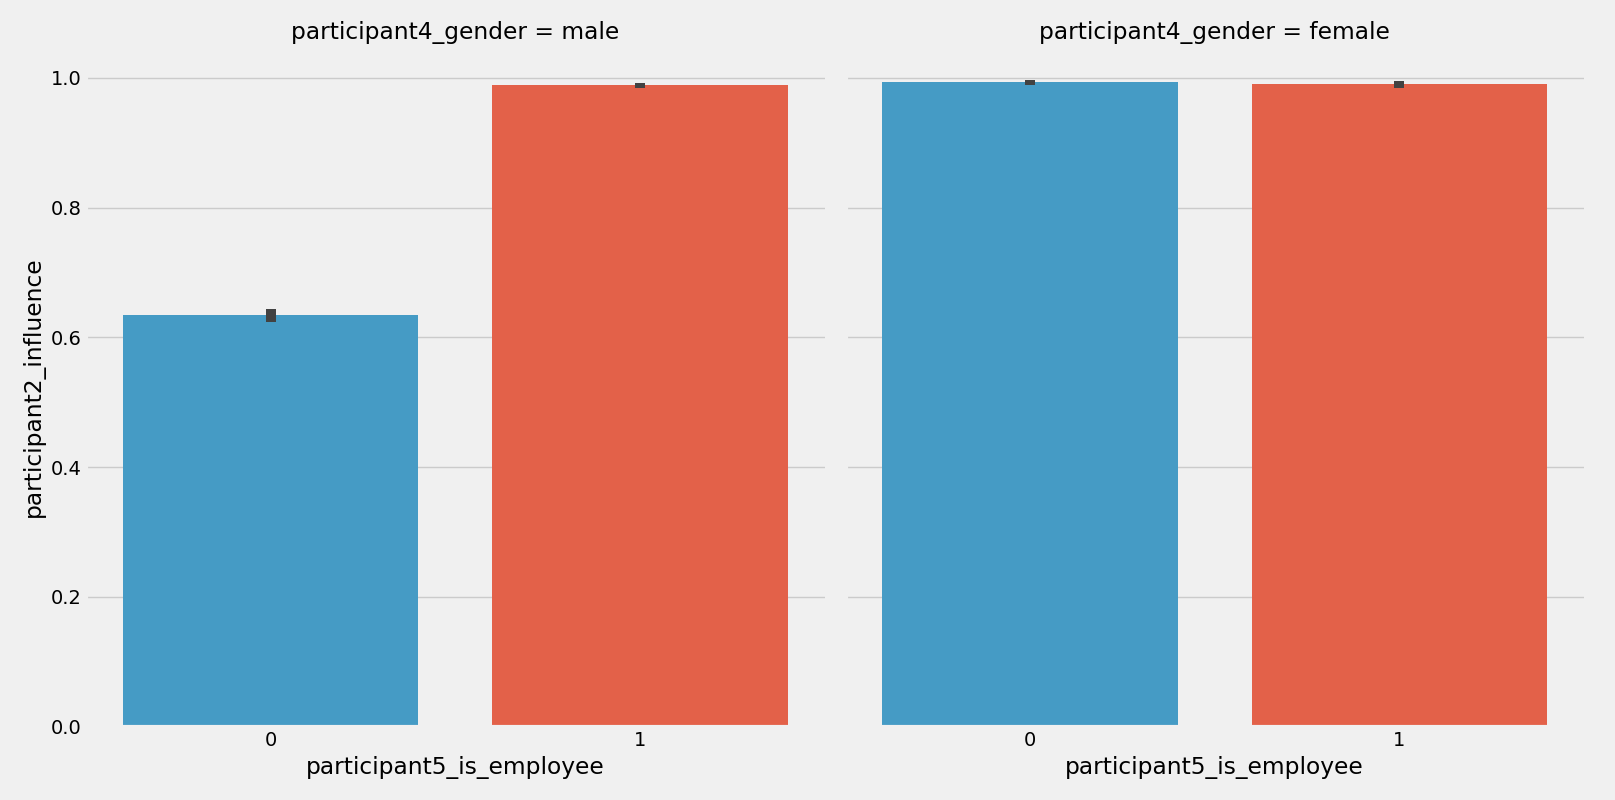 participant4_gender = male
participant4_gender = female
1.0
0.8
0.6
0.4
0.2
0.0
participant2_influence
0 1
0 1
participant5_is_employee
participant5_is_employee